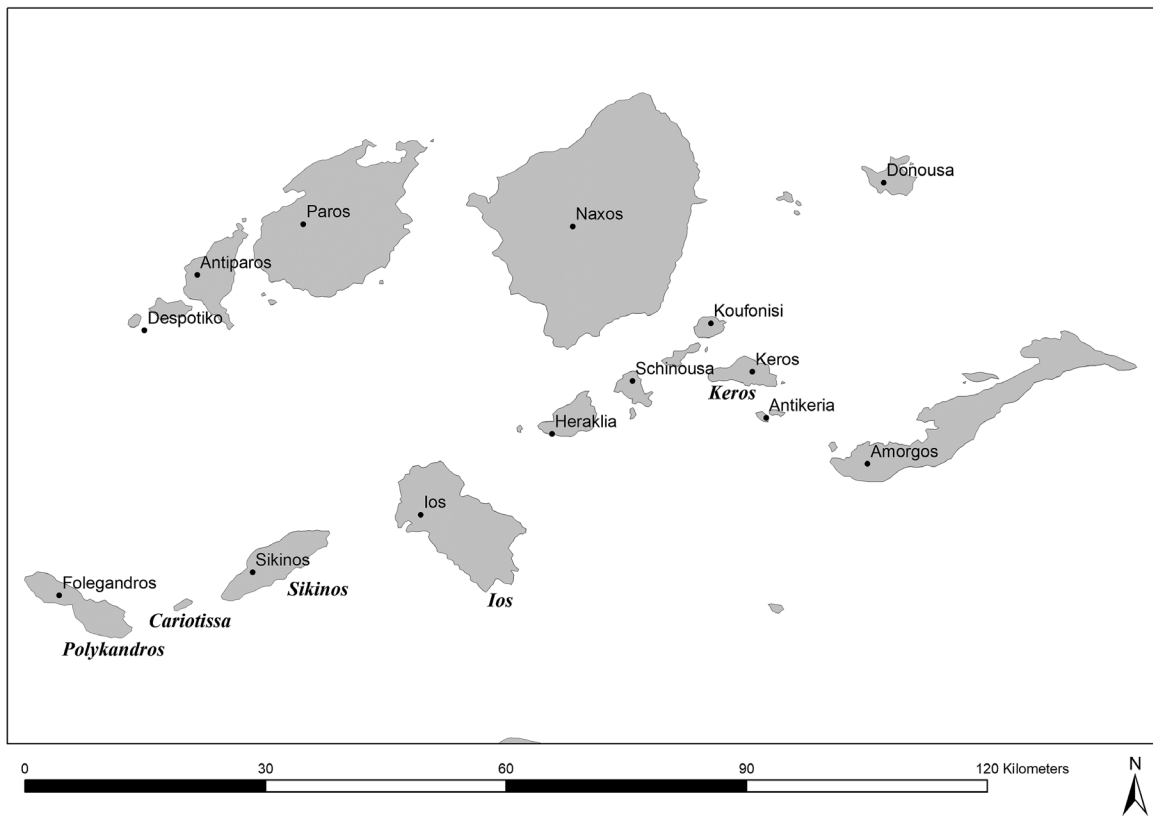 Donousa
Paros
Naxos
Antiparos
Despotiko
Koufonisi
Schinousa
Keros
Keros
Antikeria
Heraklia
Amorgos
Ios
Sikinos
Sikinos
Ios
Folegandros
Cariotissa
Polykandros
0 30 60 90 120 Kilometers
N